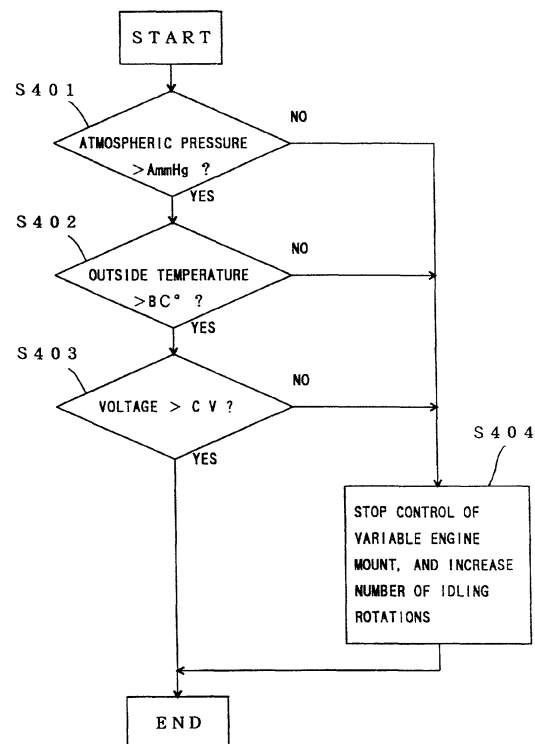 START
S401
NO
ATMOSPHERIC PRESSURE
>AmmHg ?
YES
S402
NO
OUTSIDE TEMPERATURE
>BC° ?
YES
S403
NO
VOLTAGE > C V ?
YES
S404
STOP CONTROL OF
VARIABLE ENGINE
MOUNT, AND INCREASE
NUMBER OF IDLING
ROTATIONS
END